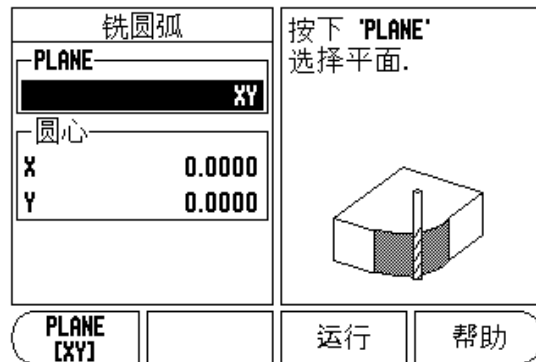 铣圆弧
PLANE
XY
圆心
X 0.0000
Y 0.0000
按下 'PLANE'
选择平面.
PLANE
[XY]
运行
帮助